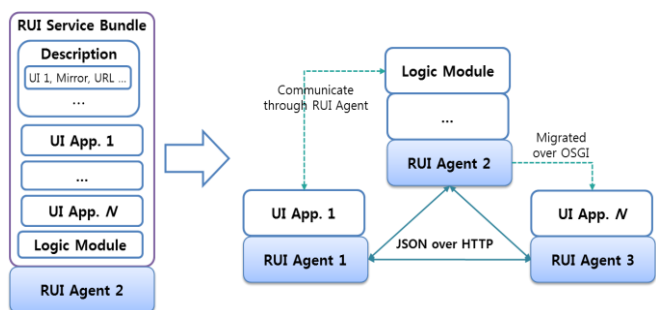 RUI Service Bundle
Description
UI 1, Mirror, URL ...
...
UI App. 1
...
UI App. N
Logic Module
RUI Agent 2
Communicate
through RUI Agent
Logic Module
...
RUI Agent 2
Migrated
over OSGI
UI App. 1
RUI Agent 1
JSON over HTTP
UI App. N
RUI Agent 3